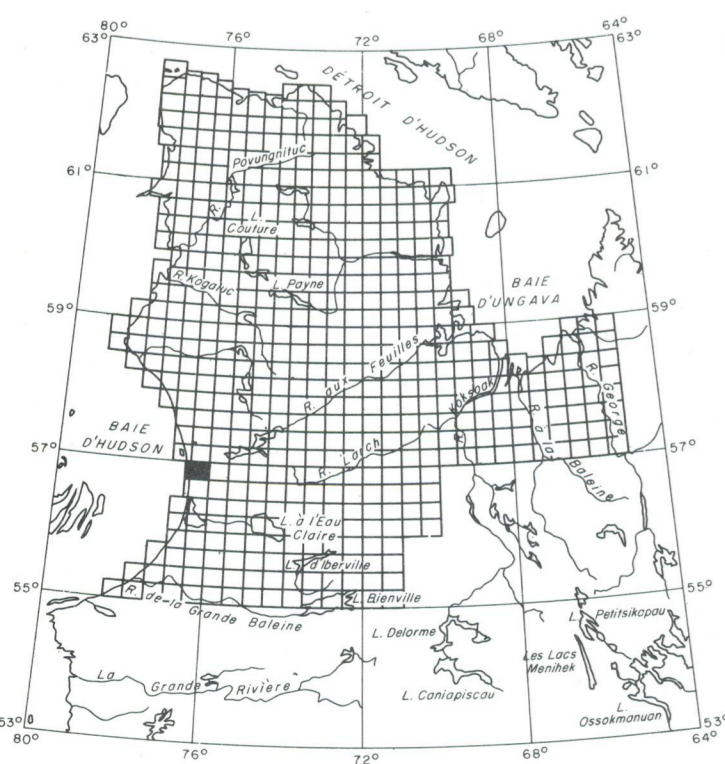 80°
63°
76°
72°
68°
64°
63°
DÉTROIT
D'HUDSON
Povungnituc
R.
61°
61°
L.
Couture
R. Kogaluc
L. Payne
BAIE
D'UNGAVA
59°
59°
R. aux Feuilles
Koksoak
R. George
R. à la
Baleine
BAIE
D'HUDSON
57°
57°
R. Larch
L. à l'Eau
Claire
L. d'Iberville
55°
55°
R. de-la Grande Baleine
L. Bienville
L. Petitsikapau
L. Delorme
Les Lacs
Menihek
La Grande Rivière
L. Caniapiscau
L.
Ossokmanuan
53°
80°
76°
72°
68°
64°
53°